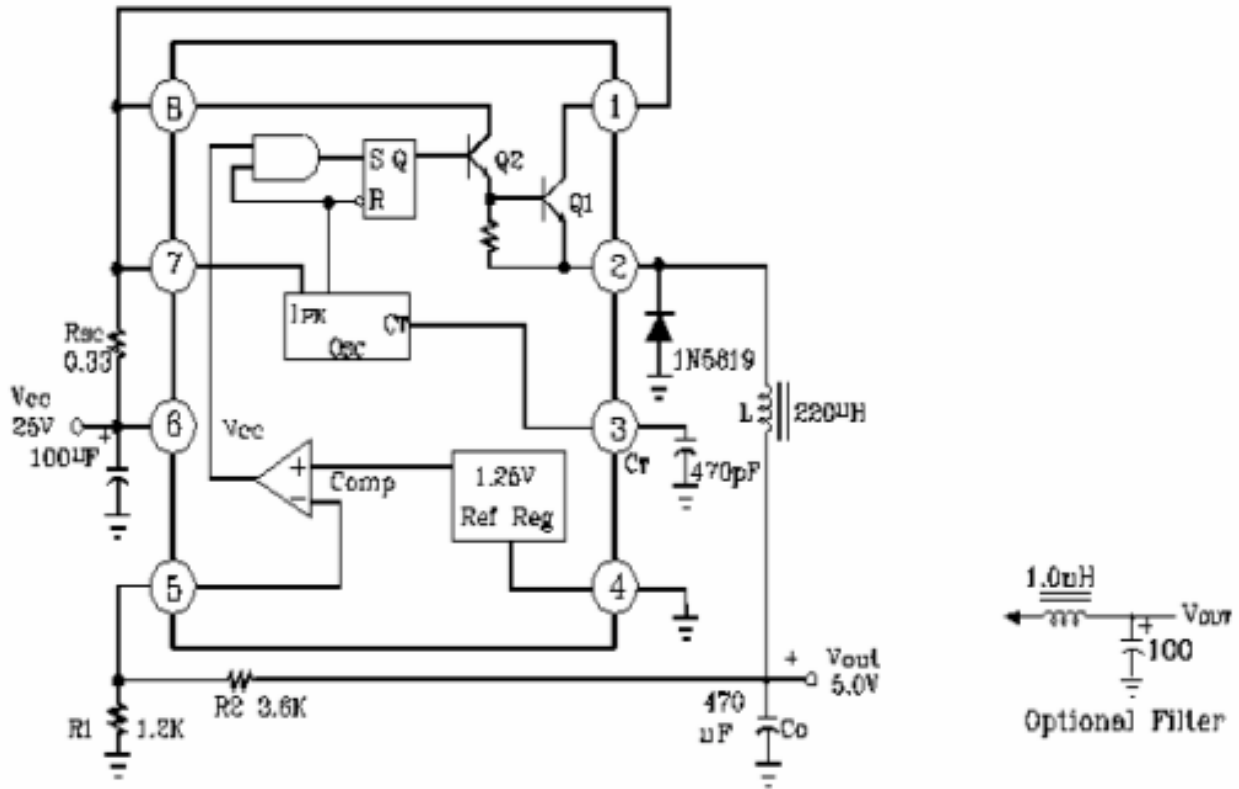 8
1
S Q
R
Q2
Q1
7
2
IPK
CT
Osc
Rsc
0.33
1N5819
L
220µH
Vcc
25V
100µF
+
6
Vcc
3
CT
470pF
+
−
Comp
1.25V
Ref Reg
5
4
1.0uH
VOUT
+
100
Optional Filter
+
Vout
5.0V
R2 3.6K
470
uF
Co
R1
1.2K